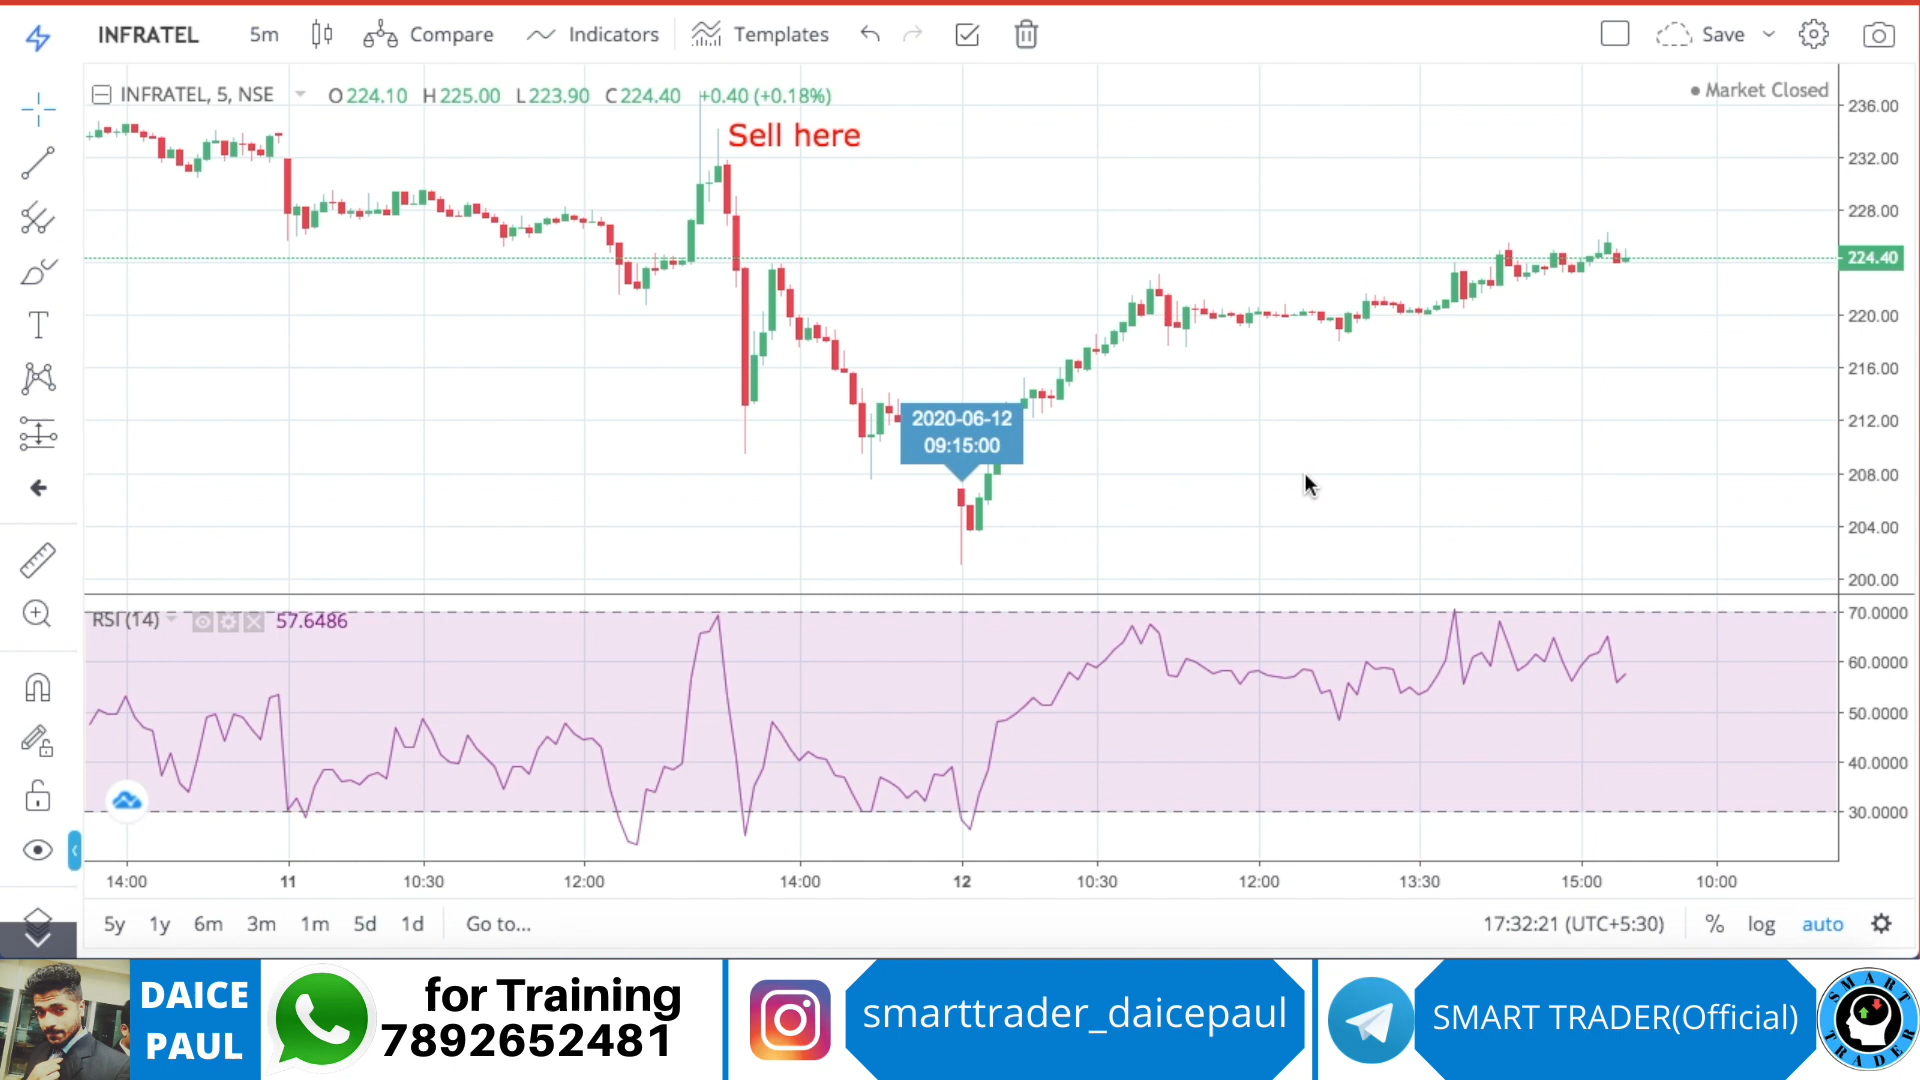 INFRATEL 5m Compare Indicators Templates Save
INFRATEL, 5, NSE O 224.10 H 225.00 L 223.90 C 224.40 +0.40 (+0.18%)
Market Closed
Sell here
236.00
232.00
228.00
224.40
220.00
216.00
212.00
208.00
204.00
200.00
2020-06-12
09:15:00
RSI (14) 57.6486
70.0000
60.0000
50.0000
40.0000
30.0000
14:00 11 10:30 12:00 14:00 12 10:30 12:00 13:30 15:00 10:00
5y 1y 6m 3m 1m 5d 1d Go to... 17:32:21 (UTC+5:30) % log auto
DAICE
PAUL
for Training
7892652481
smarttrader_daicepaul
SMART TRADER(Official)
SMART
TRADER